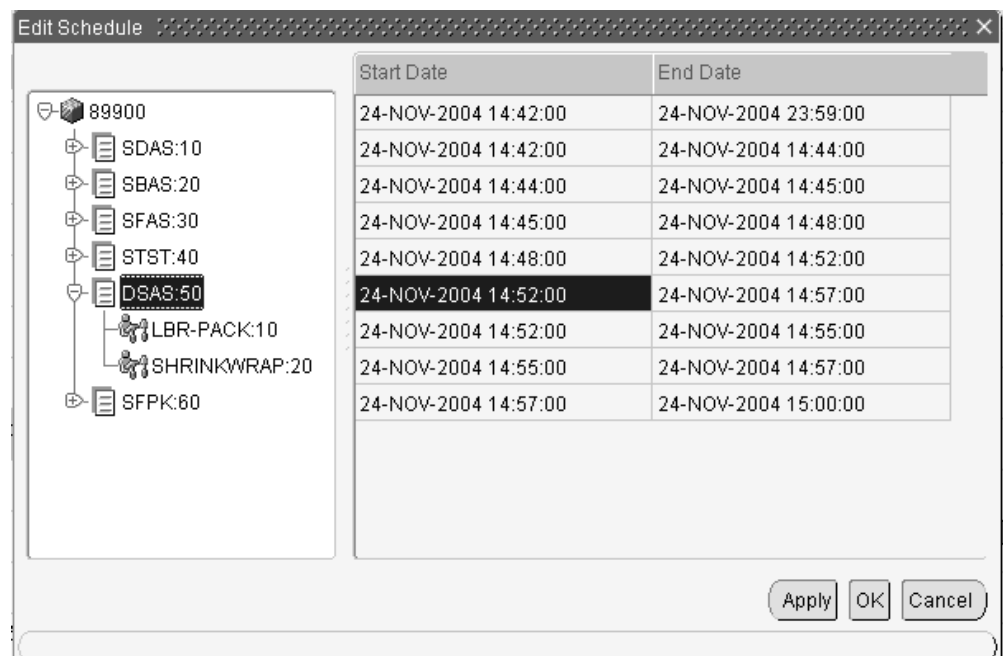 Edit Schedule
Start Date End Date
89900 24-NOV-2004 14:42:00 24-NOV-2004 23:59:00
SDAS:10 24-NOV-2004 14:42:00 24-NOV-2004 14:44:00
SBAS:20 24-NOV-2004 14:44:00 24-NOV-2004 14:45:00
SFAS:30 24-NOV-2004 14:45:00 24-NOV-2004 14:48:00
STST:40 24-NOV-2004 14:48:00 24-NOV-2004 14:52:00
DSAS:50 24-NOV-2004 14:52:00 24-NOV-2004 14:57:00
LBR-PACK:10 24-NOV-2004 14:52:00 24-NOV-2004 14:55:00
SHRINKWRAP:20 24-NOV-2004 14:55:00 24-NOV-2004 14:57:00
SFPK:60 24-NOV-2004 14:57:00 24-NOV-2004 15:00:00
Apply OK Cancel